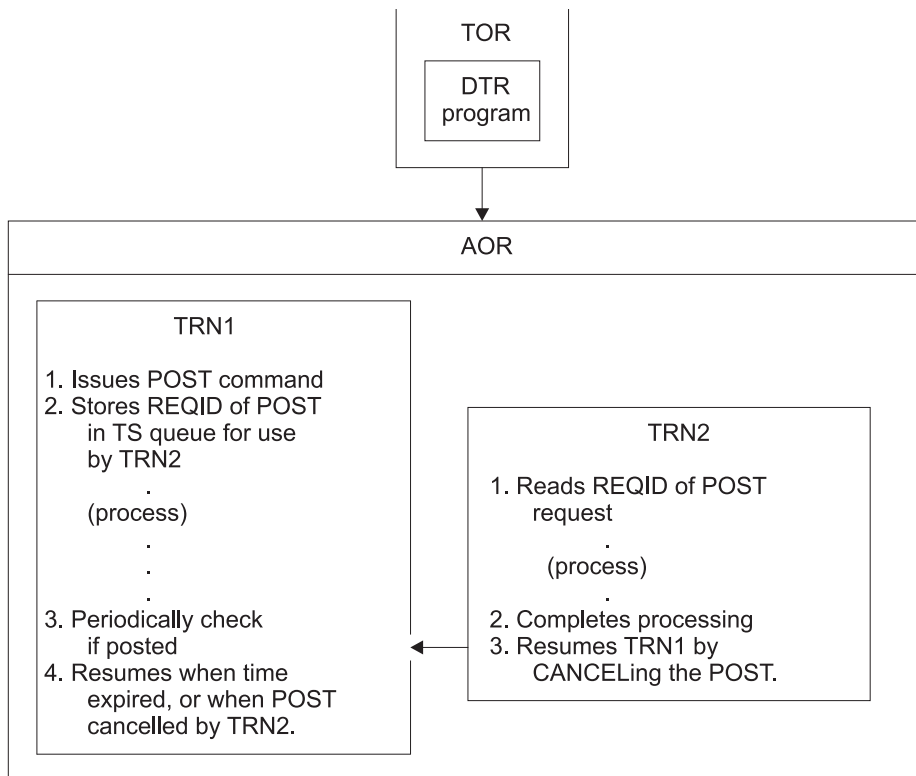 TOR
DTR
program
AOR
TRN1
1. Issues POST command
2. Stores REQID of POST
in TS queue for use
by TRN2
.
(process)
.
.
.
3. Periodically check
if posted
4. Resumes when time
expired, or when POST
cancelled by TRN2.
TRN2
1. Reads REQID of POST
request
.
(process)
.
2. Completes processing
3. Resumes TRN1 by
CANCELing the POST.